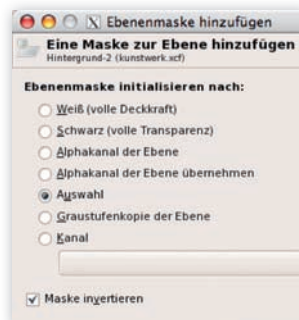 Ebenenmaske hinzufügen
Eine Maske zur Ebene hinzufügen
Hintergrund-2 (kunstwerk.xcf)
Ebenenmaske initialisieren nach:
Weiß (volle Deckkraft)
Schwarz (volle Transparenz)
Alphakanal der Ebene
Alphakanal der Ebene übernehmen
Auswahl
Graustufenkopie der Ebene
Kanal
Maske invertieren